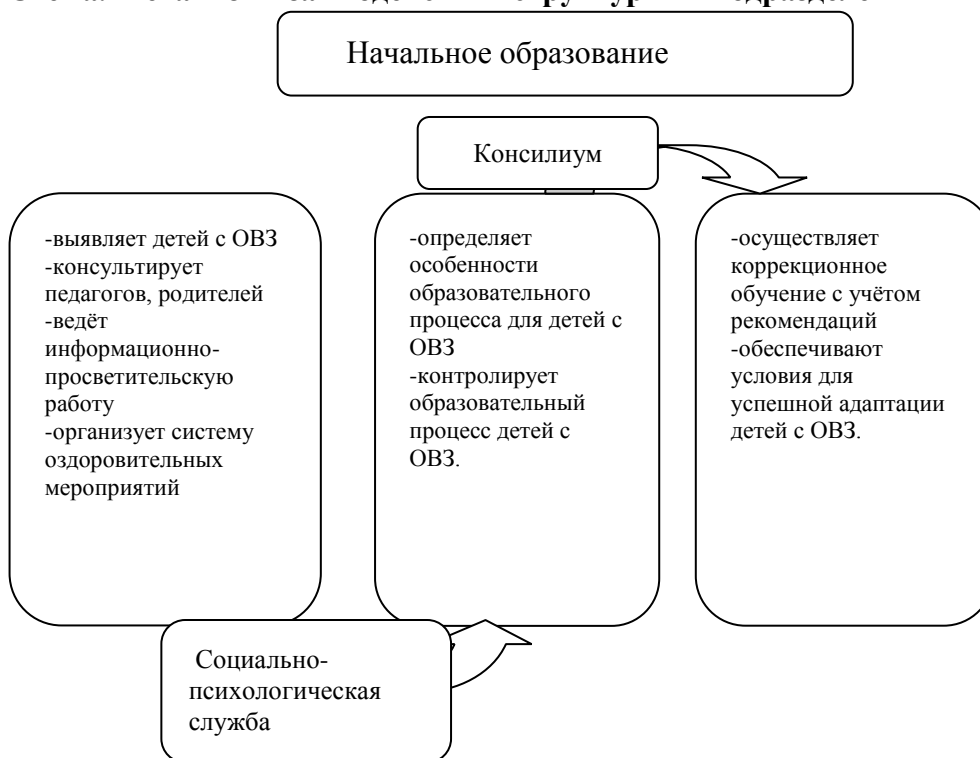 Начальное образование
Консилиум
-выявляет детей с ОВЗ
-консультирует
педагогов, родителей
-ведёт
информационно-
просветительскую
работу
-организует систему
оздоровительных
мероприятий
-определяет
особенности
образовательного
процесса для детей с
ОВЗ
-контролирует
образовательный
процесс детей с
ОВЗ.
-осуществляет
коррекционное
обучение с учётом
рекомендаций
-обеспечивают
условия для
успешной адаптации
детей с ОВЗ.
Социально-
психологическая
служба